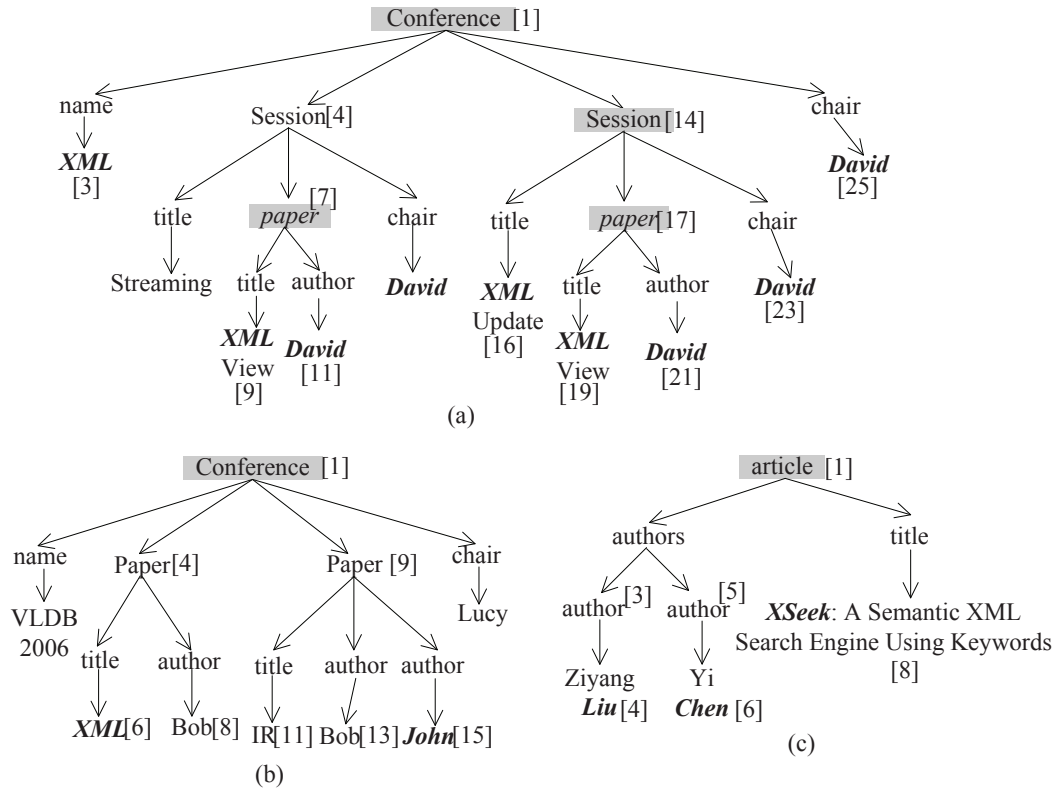 Conference [1]
name
Session[4]
Session[14]
chair
XML
[3]
David
[25]
title
paper[7]
chair
title
paper[17]
chair
Streaming
title
author
David
XML
Update
[16]
title
author
David
[23]
XML
View
[9]
David
[11]
XML
View
[19]
David
[21]
(a)
Conference [1]
name
Paper[4]
Paper [9]
chair
VLDB
2006
Lucy
title
author
title
author
author
XML[6]
Bob[8]
IR[11]
Bob[13]
John[15]
(b)
article [1]
authors
title
author[3]
author[5]
XSeek: A Semantic XML
Search Engine Using Keywords
[8]
Ziyang
Liu[4]
Yi
Chen [6]
(c)